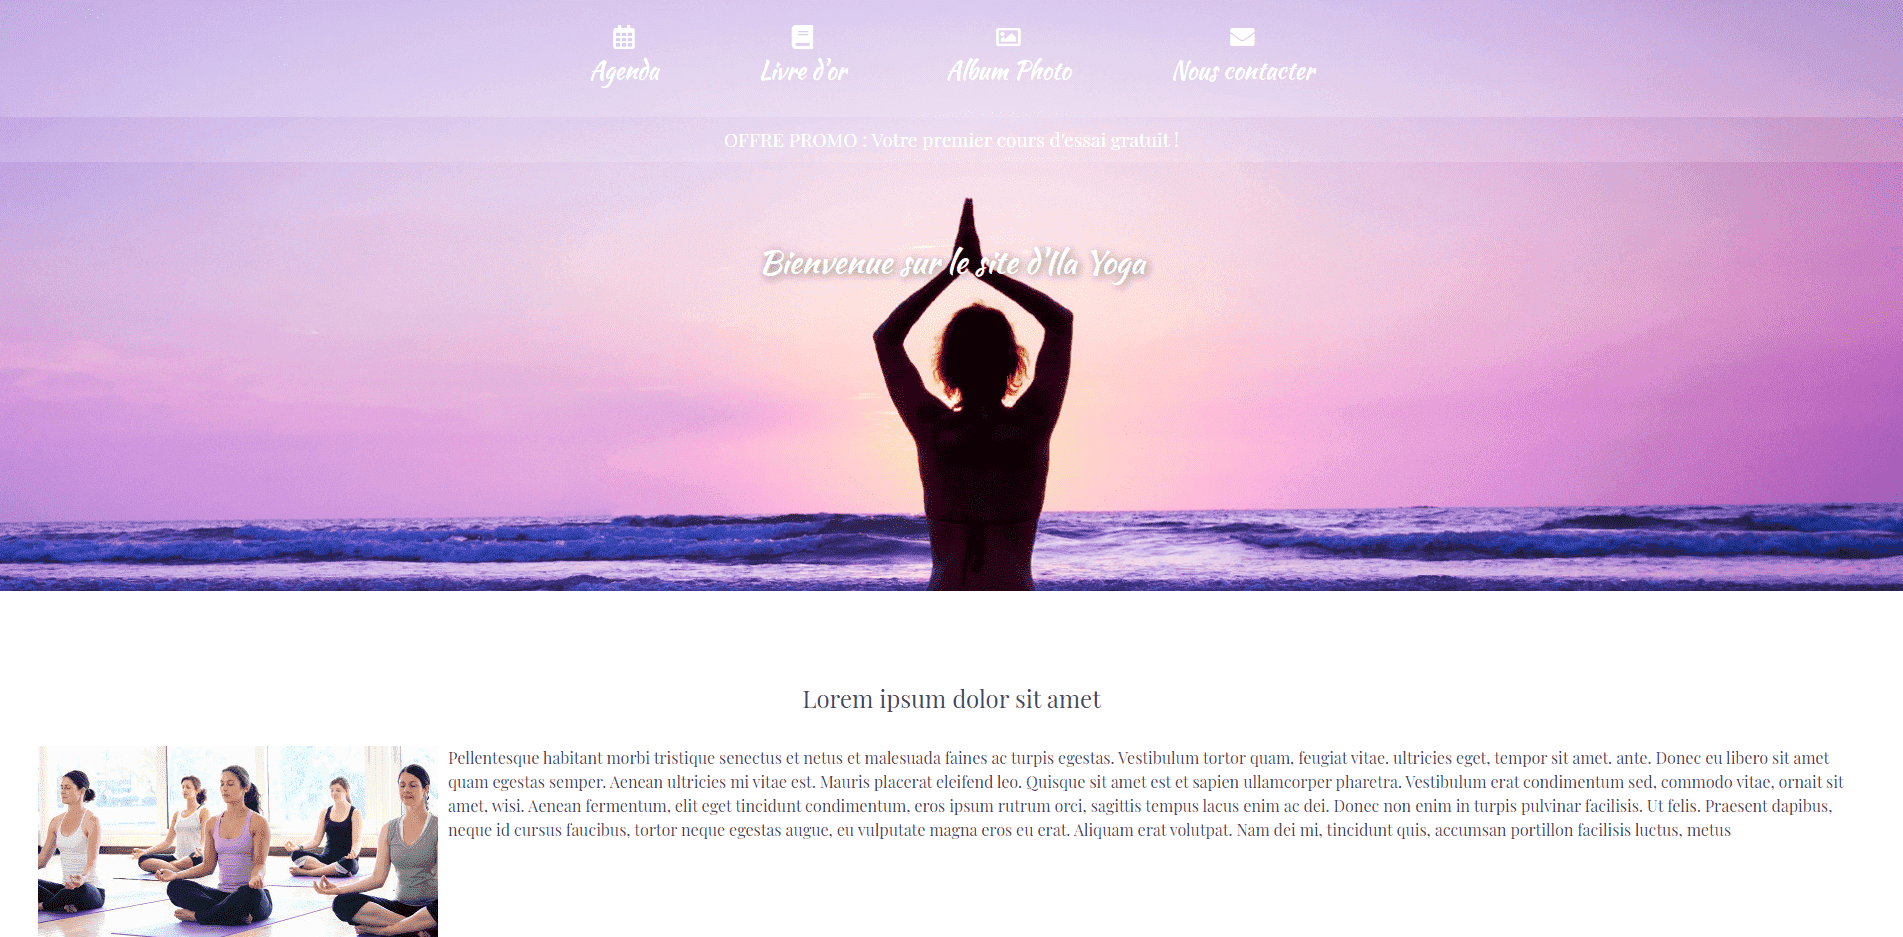 Agenda
Livre d'or
Album Photo
Nous contacter
OFFRE PROMO : Votre premier cours d'essai gratuit !
Bienvenue sur le site d'Ila Yoga
Lorem ipsum dolor sit amet
Pellentesque habitant morbi tristique senectus et netus et malesuada faines ac turpis egestas. Vestibulum tortor quam. feugiat vitae. ultricies eget, tempor sit amet. ante. Donec eu libero sit amet
quam egestas semper. Aenean ultricies mi vitae est. Mauris placerat eleifend leo. Quisque sit amet est et sapien ullamcorper pharetra. Vestibulum erat condimentum sed, commodo vitae, ornait sit
amet, wisi. Aenean fermentum, elit eget tincidunt condimentum, eros ipsum rutrum orci, sagittis tempus lacus enim ac dei. Donec non enim in turpis pulvinar facilisis. Ut felis. Praesent dapibus,
neque id cursus faucibus, tortor neque egestas augue, eu vulputate magna eros eu erat. Aliquam erat volutpat. Nam dei mi, tincidunt quis, accumsan portillon facilisis luctus, metus